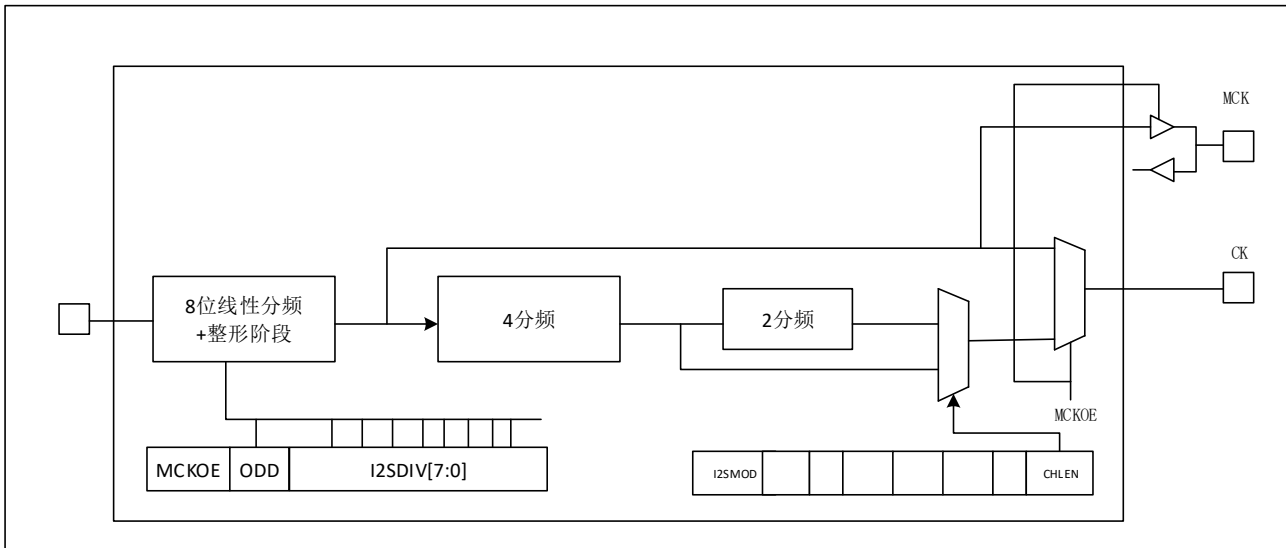 MCK
CK
8位线性分频
+整形阶段
4分频
2分频
MCKOE
MCKOE
ODD
I2SDIV[7:0]
I2SMOD
CHLEN